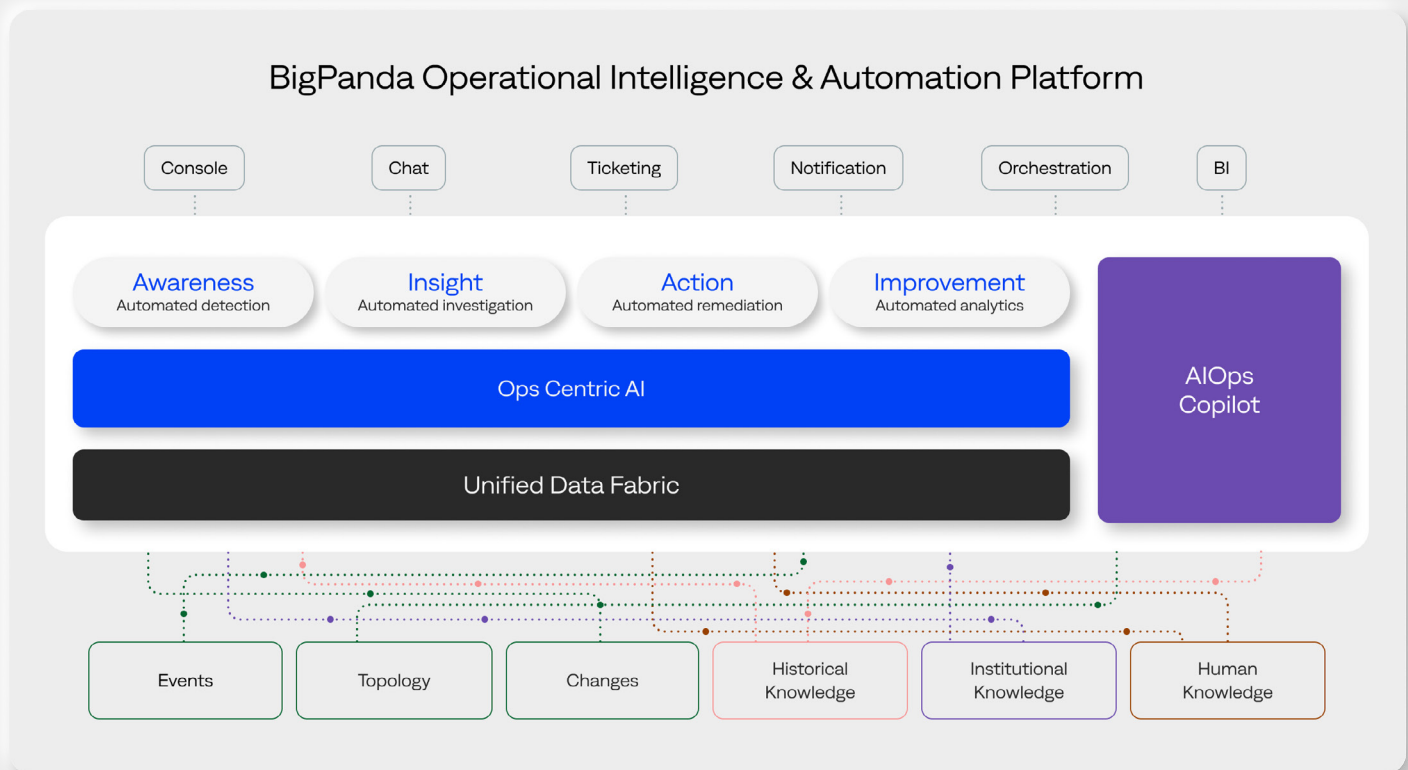 BigPanda Operational Intelligence & Automation Platform
Console
Chat
Ticketing
Notification
Orchestration
BI
Awareness
Automated detection
Insight
Automated investigation
Action
Automated remediation
Improvement
Automated analytics
Ops Centric AI
Unified Data Fabric
AIOps
Copilot
Events
Topology
Changes
Historical
Knowledge
Institutional
Knowledge
Human
Knowledge